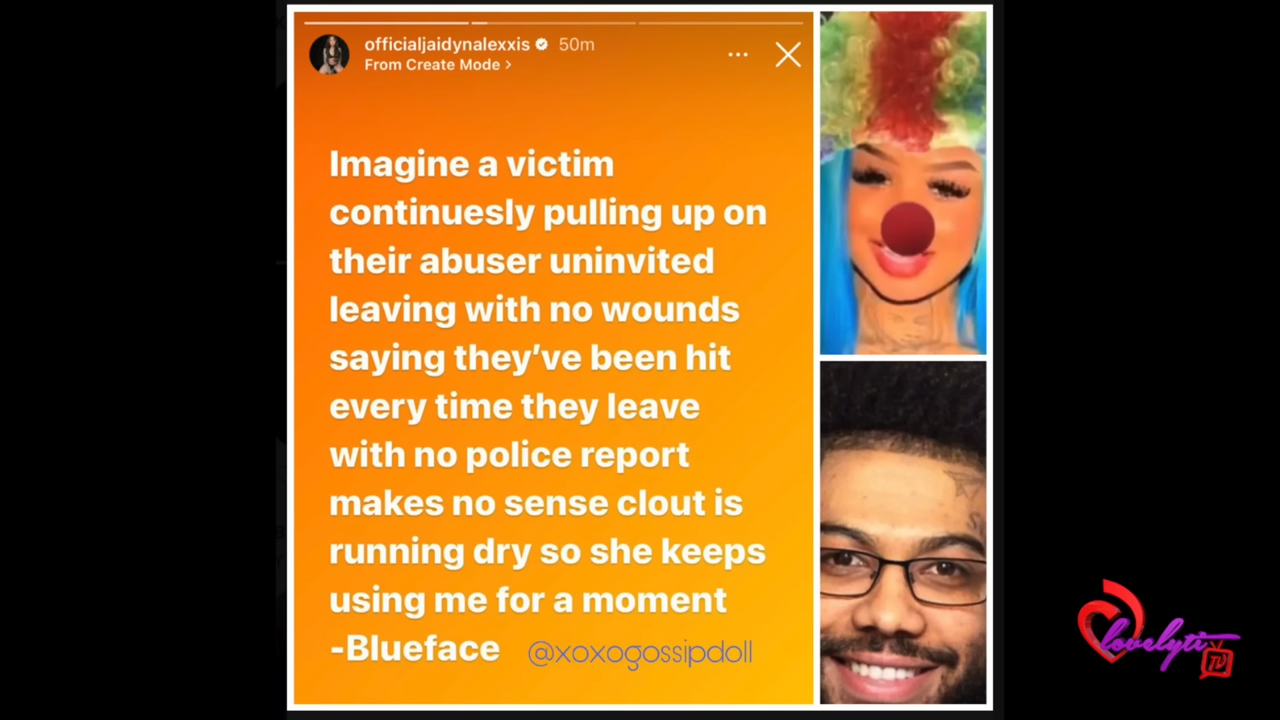 officialjaidynalexxis 50m
From Create Mode >
Imagine a victim
continuesly pulling up on
their abuser uninvited
leaving with no wounds
saying they’ve been hit
every time they leave
with no police report
makes no sense clout is
running dry so she keeps
using me for a moment
-Blueface @xoxogossipdoll
lovelyti
TV